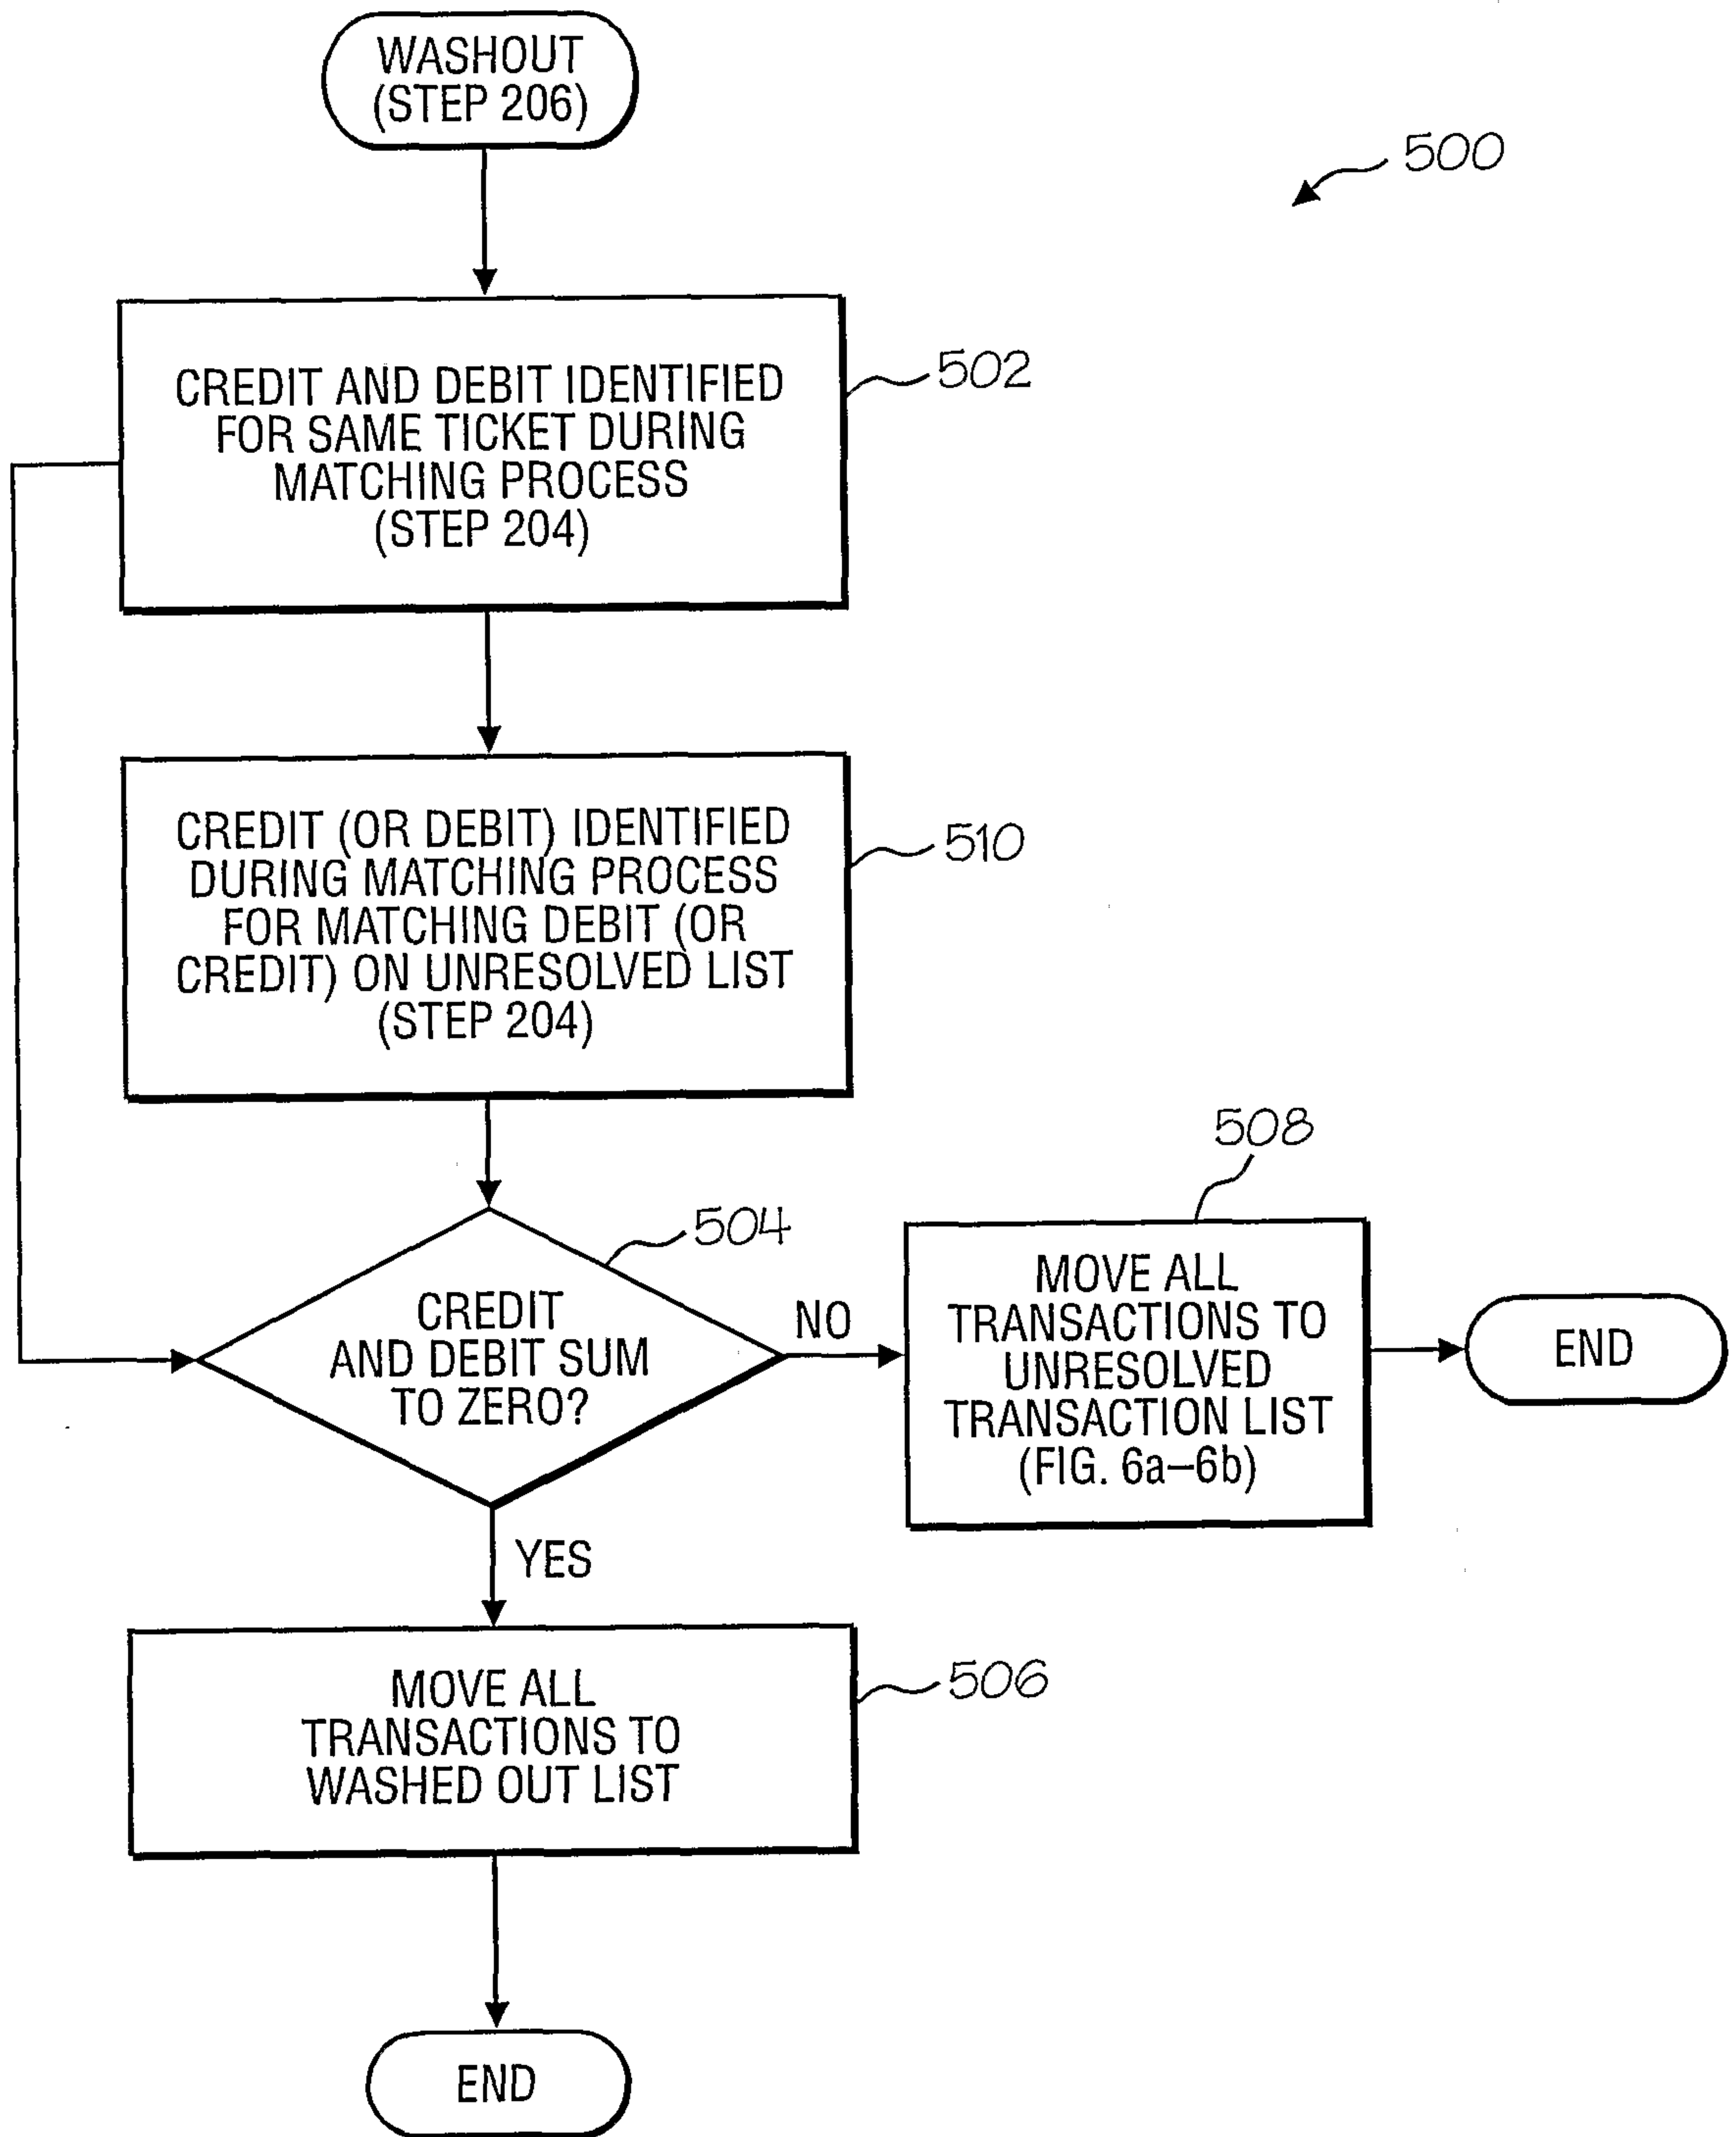 WASHOUT
(STEP 206)
500
CREDIT AND DEBIT IDENTIFIED
FOR SAME TICKET DURING
MATCHING PROCESS
(STEP 204)
502
CREDIT (OR DEBIT) IDENTIFIED
DURING MATCHING PROCESS
FOR MATCHING DEBIT (OR
CREDIT) ON UNRESOLVED LIST
(STEP 204)
510
CREDIT
AND DEBIT SUM
TO ZERO?
504
NO
508
MOVE ALL
TRANSACTIONS TO
UNRESOLVED
TRANSACTION LIST
(FIG. 6a–6b)
END
YES
MOVE ALL
TRANSACTIONS TO
WASHED OUT LIST
506
END